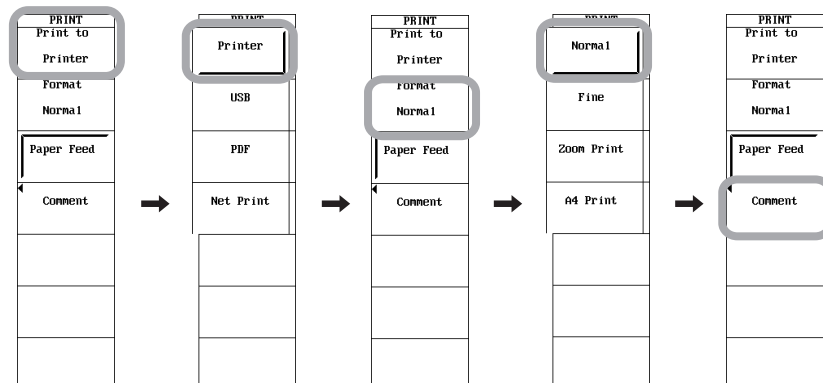 PRINT
Print to
Printer
Format
Normal
Paper Feed
Comment
PRINT
Printer
USB
PDF
Net Print
PRINT
Print to
Printer
Format
Normal
Paper Feed
Comment
PRINT
Normal
Fine
Zoom Print
A4 Print
PRINT
Print to
Printer
Format
Normal
Paper Feed
Comment